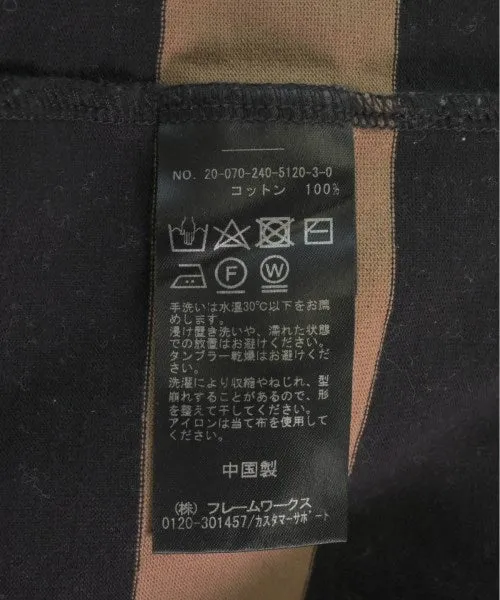 NO. 20-070-240-5120-3-0
コットン 100%
F
W
手洗いは水温30℃以下をお薦
めします。
浸け置き洗いや、濡れた状態
での放置はお避けください。
タンブラー乾燥はお避けくだ
さい。
洗濯により収縮やねじれ、型
崩れすることがあるので、形
を整えて干してください。
アイロンは当て布を使用して
ください。
中国製
(株) フレームワークス
0120-301457/カスタマーサポート